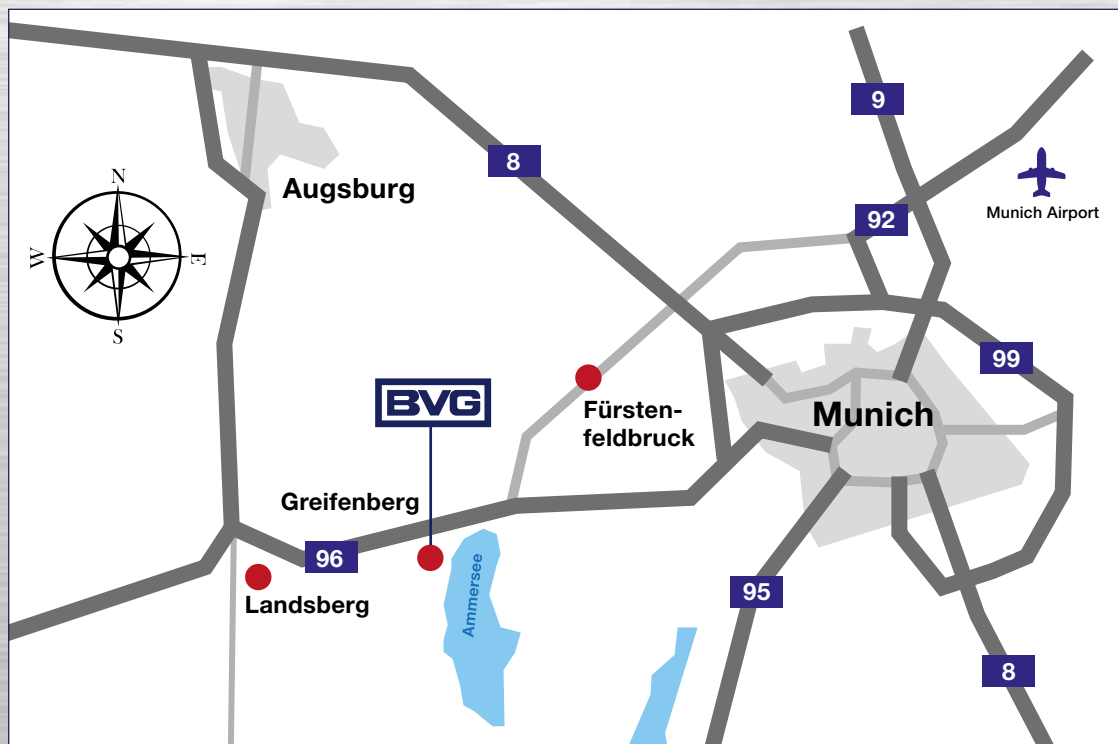 9
8
N
Augsburg
92
Munich Airport
W
E
S
99
BVG
Fürsten-
feldbruck
Munich
Greifenberg
96
Landsberg
Ammersee
95
8